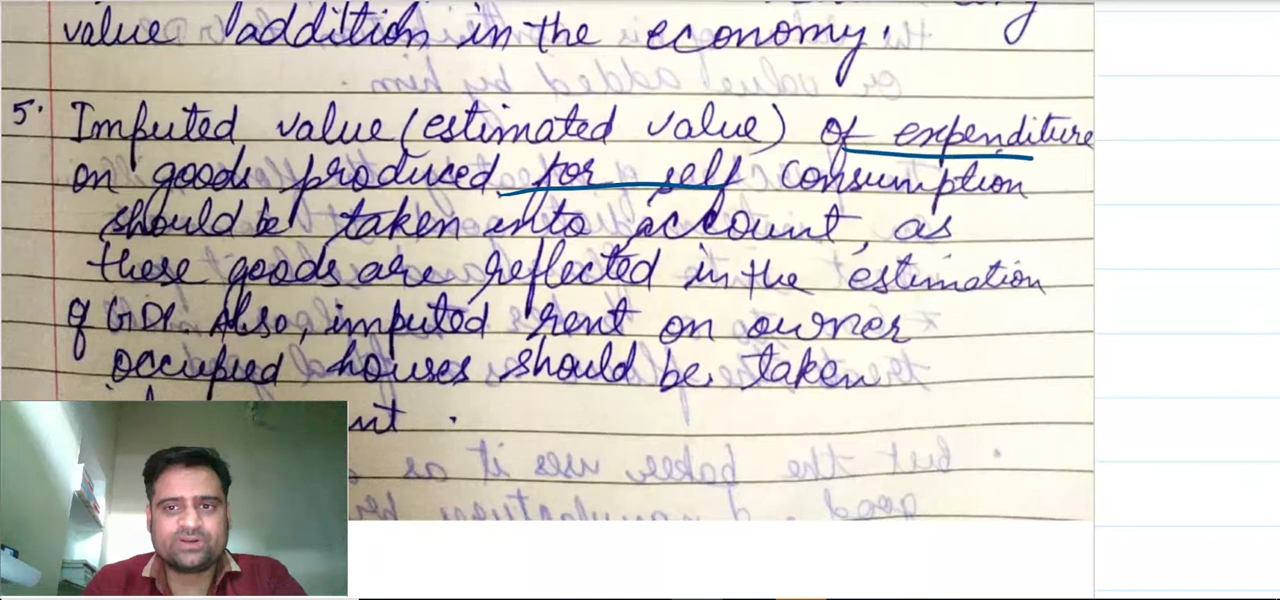 value addition in the economy.
5. Imputed value (estimated value) of expenditure
on goods produced for self consumption
should be taken into account, as
these goods are reflected in the estimation
of GDP. Also, imputed rent on owner
occupied houses should be taken